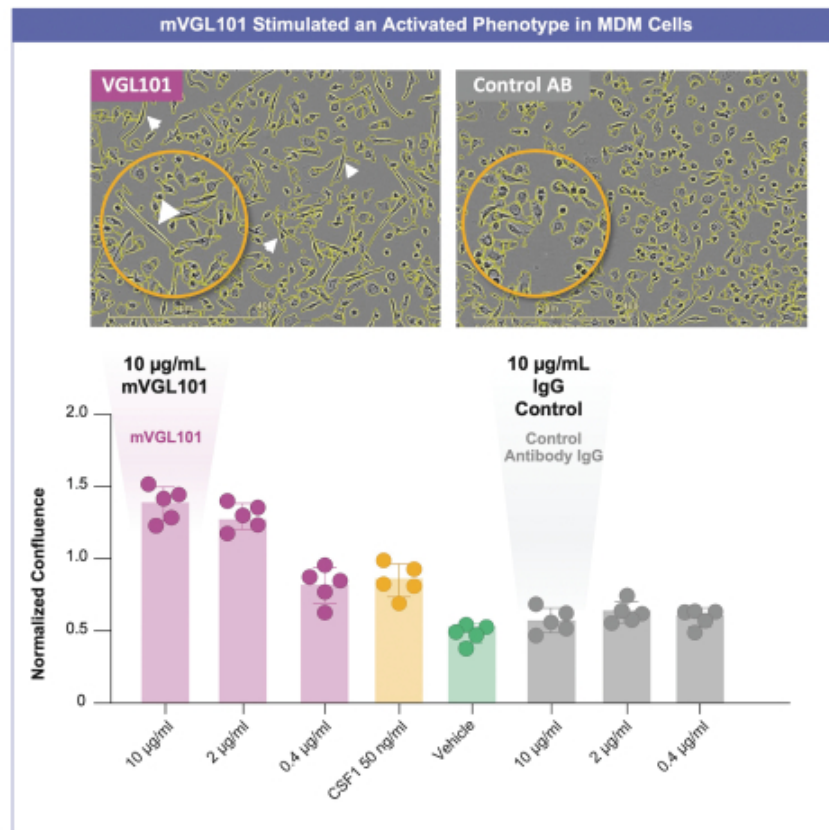 mVGL101 Stimulated an Activated Phenotype in MDM Cells
VGL101
Control AB
10 µg/mL
mVGL101
10 µg/mL
IgG
Control
mVGL101
Control
Antibody IgG
Normalized Confluence
2.0
1.5
1.0
0.5
0
10 µg/ml
2 µg/ml
0.4 µg/ml
CSF1 50 ng/ml
Vehicle
10 µg/ml
2 µg/ml
0.4 µg/ml